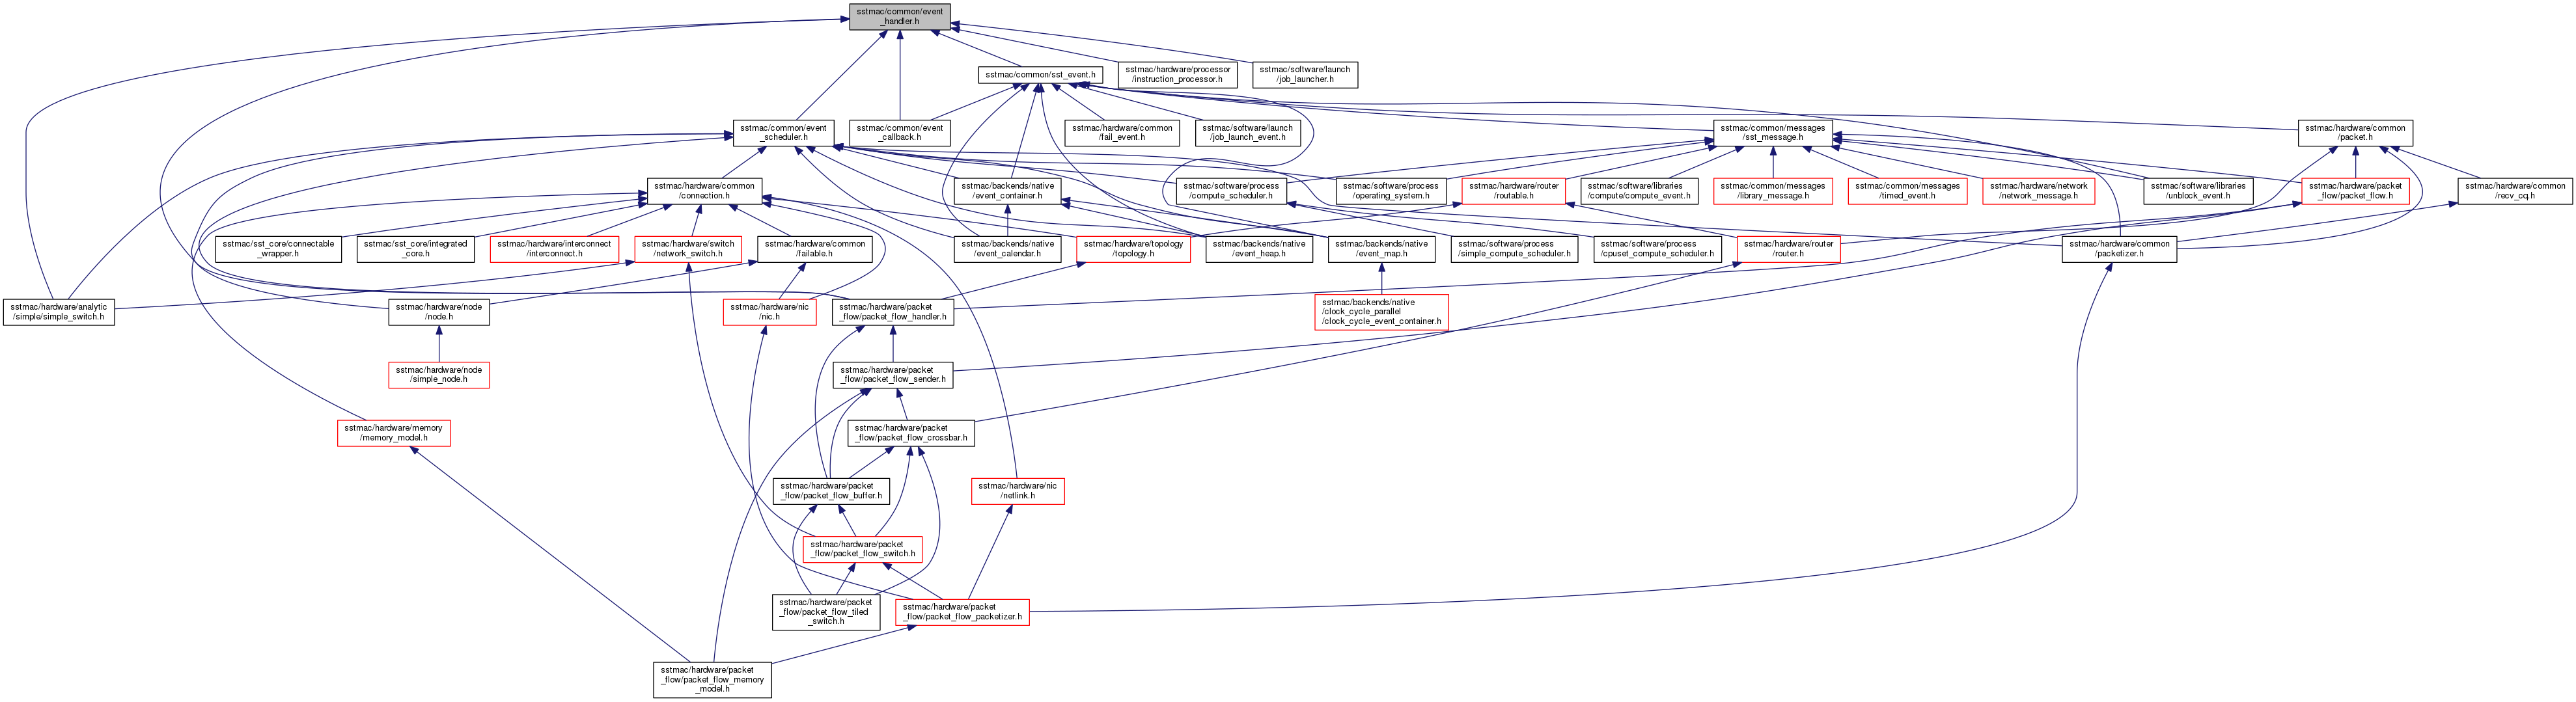 sstmac/common/event
_handler.h
sstmac/common/sst_event.h
sstmac/hardware/processor
/instruction_processor.h
sstmac/software/launch
/job_launcher.h
sstmac/common/event
_scheduler.h
sstmac/common/event
_callback.h
sstmac/hardware/common
/fail_event.h
sstmac/software/launch
/job_launch_event.h
sstmac/common/messages
/sst_message.h
sstmac/hardware/common
/packet.h
sstmac/hardware/common
/connection.h
sstmac/backends/native
/event_container.h
sstmac/software/process
/compute_scheduler.h
sstmac/software/process
/operating_system.h
sstmac/hardware/router
/routable.h
sstmac/software/libraries
/compute/compute_event.h
sstmac/common/messages
/library_message.h
sstmac/common/messages
/timed_event.h
sstmac/hardware/network
/network_message.h
sstmac/software/libraries
/unblock_event.h
sstmac/hardware/packet
_flow/packet_flow.h
sstmac/hardware/common
/recv_cq.h
sstmac/sst_core/connectable
_wrapper.h
sstmac/sst_core/integrated
_core.h
sstmac/hardware/interconnect
/interconnect.h
sstmac/hardware/switch
/network_switch.h
sstmac/hardware/common
/failable.h
sstmac/backends/native
/event_calendar.h
sstmac/hardware/topology
/topology.h
sstmac/backends/native
/event_heap.h
sstmac/backends/native
/event_map.h
sstmac/software/process
/simple_compute_scheduler.h
sstmac/software/process
/cpuset_compute_scheduler.h
sstmac/hardware/router
/router.h
sstmac/hardware/common
/packetizer.h
sstmac/hardware/analytic
/simple/simple_switch.h
sstmac/hardware/node
/node.h
sstmac/hardware/nic
/nic.h
sstmac/hardware/packet
_flow/packet_flow_handler.h
sstmac/backends/native
/clock_cycle_parallel
/clock_cycle_event_container.h
sstmac/hardware/node
/simple_node.h
sstmac/hardware/packet
_flow/packet_flow_sender.h
sstmac/hardware/memory
/memory_model.h
sstmac/hardware/packet
_flow/packet_flow_crossbar.h
sstmac/hardware/packet
_flow/packet_flow_buffer.h
sstmac/hardware/nic
/netlink.h
sstmac/hardware/packet
_flow/packet_flow_switch.h
sstmac/hardware/packet
_flow/packet_flow_tiled
_switch.h
sstmac/hardware/packet
_flow/packet_flow_packetizer.h
sstmac/hardware/packet
_flow/packet_flow_memory
_model.h